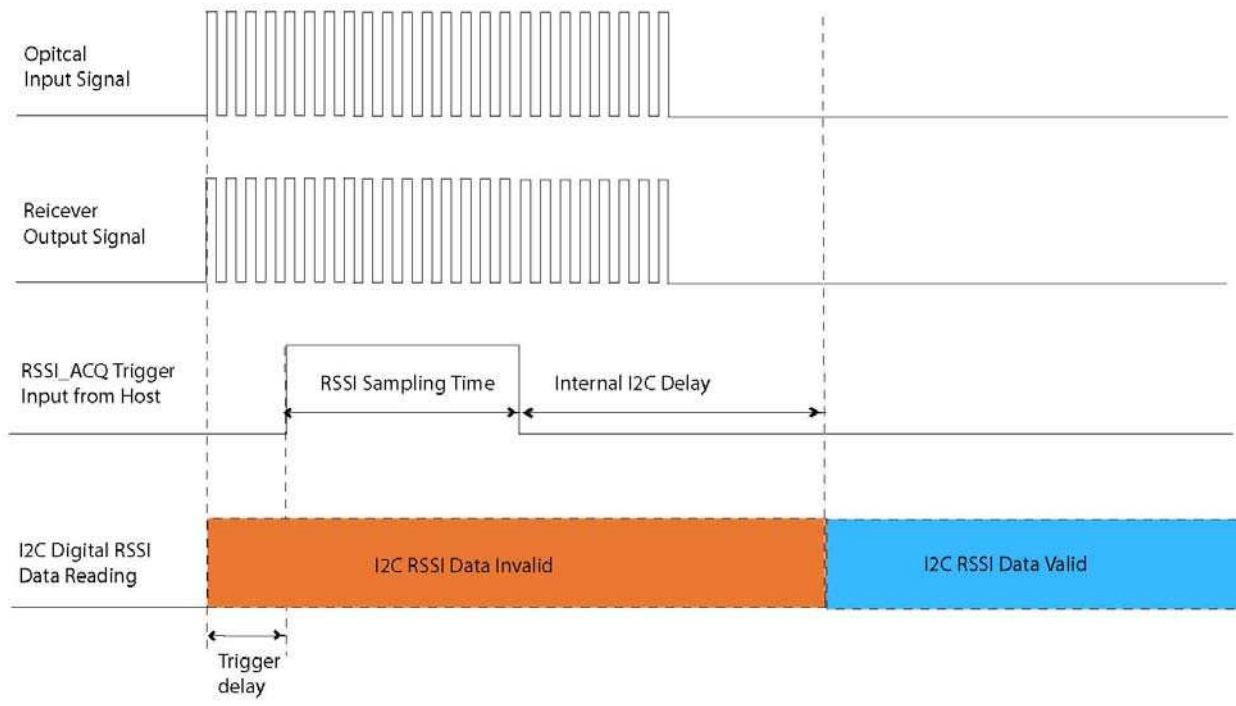 Opitcal
Input Signal
Reicever
Output Signal
RSSI_ACQ Trigger
Input from Host
RSSI Sampling Time
Internal I2C Delay
I2C Digital RSSI
Data Reading
I2C RSSI Data Invalid
I2C RSSI Data Valid
Trigger
delay